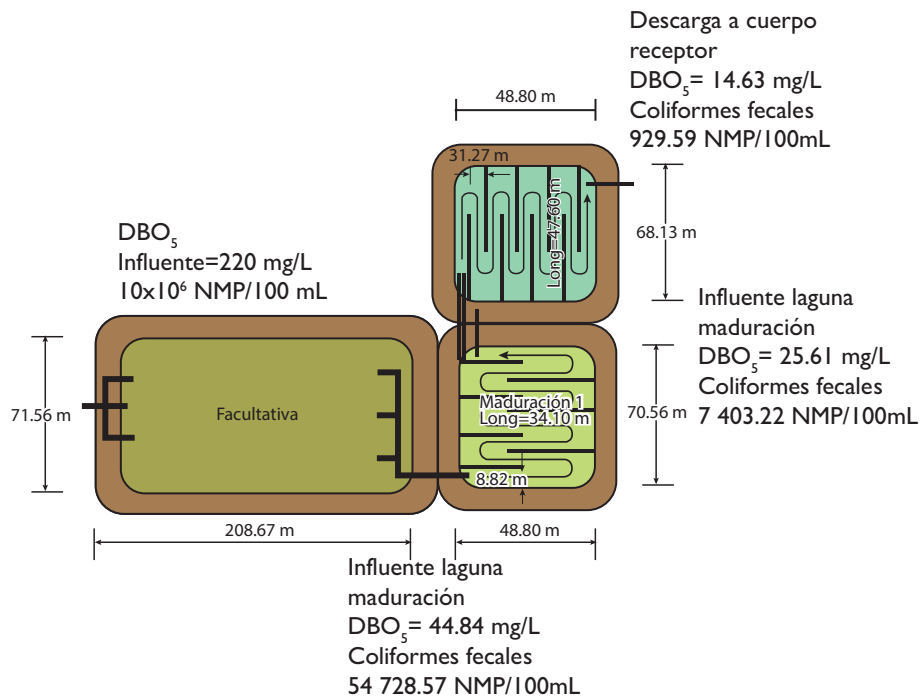 Descarga a cuerpo
receptor
DBO5= 14.63 mg/L
Coliformes fecales
929.59 NMP/100mL
48.80 m
31.27 m
Long=47.60 m
68.13 m
DBO5
Influente=220 mg/L
10x10⁶ NMP/100 mL
Influente laguna
maduración
DBO5= 25.61 mg/L
Coliformes fecales
7 403.22 NMP/100mL
71.56 m
Facultativa
Maduración 1
Long=34.10 m
70.56 m
8.82 m
208.67 m
48.80 m
Influente laguna
maduración
DBO5= 44.84 mg/L
Coliformes fecales
54 728.57 NMP/100mL